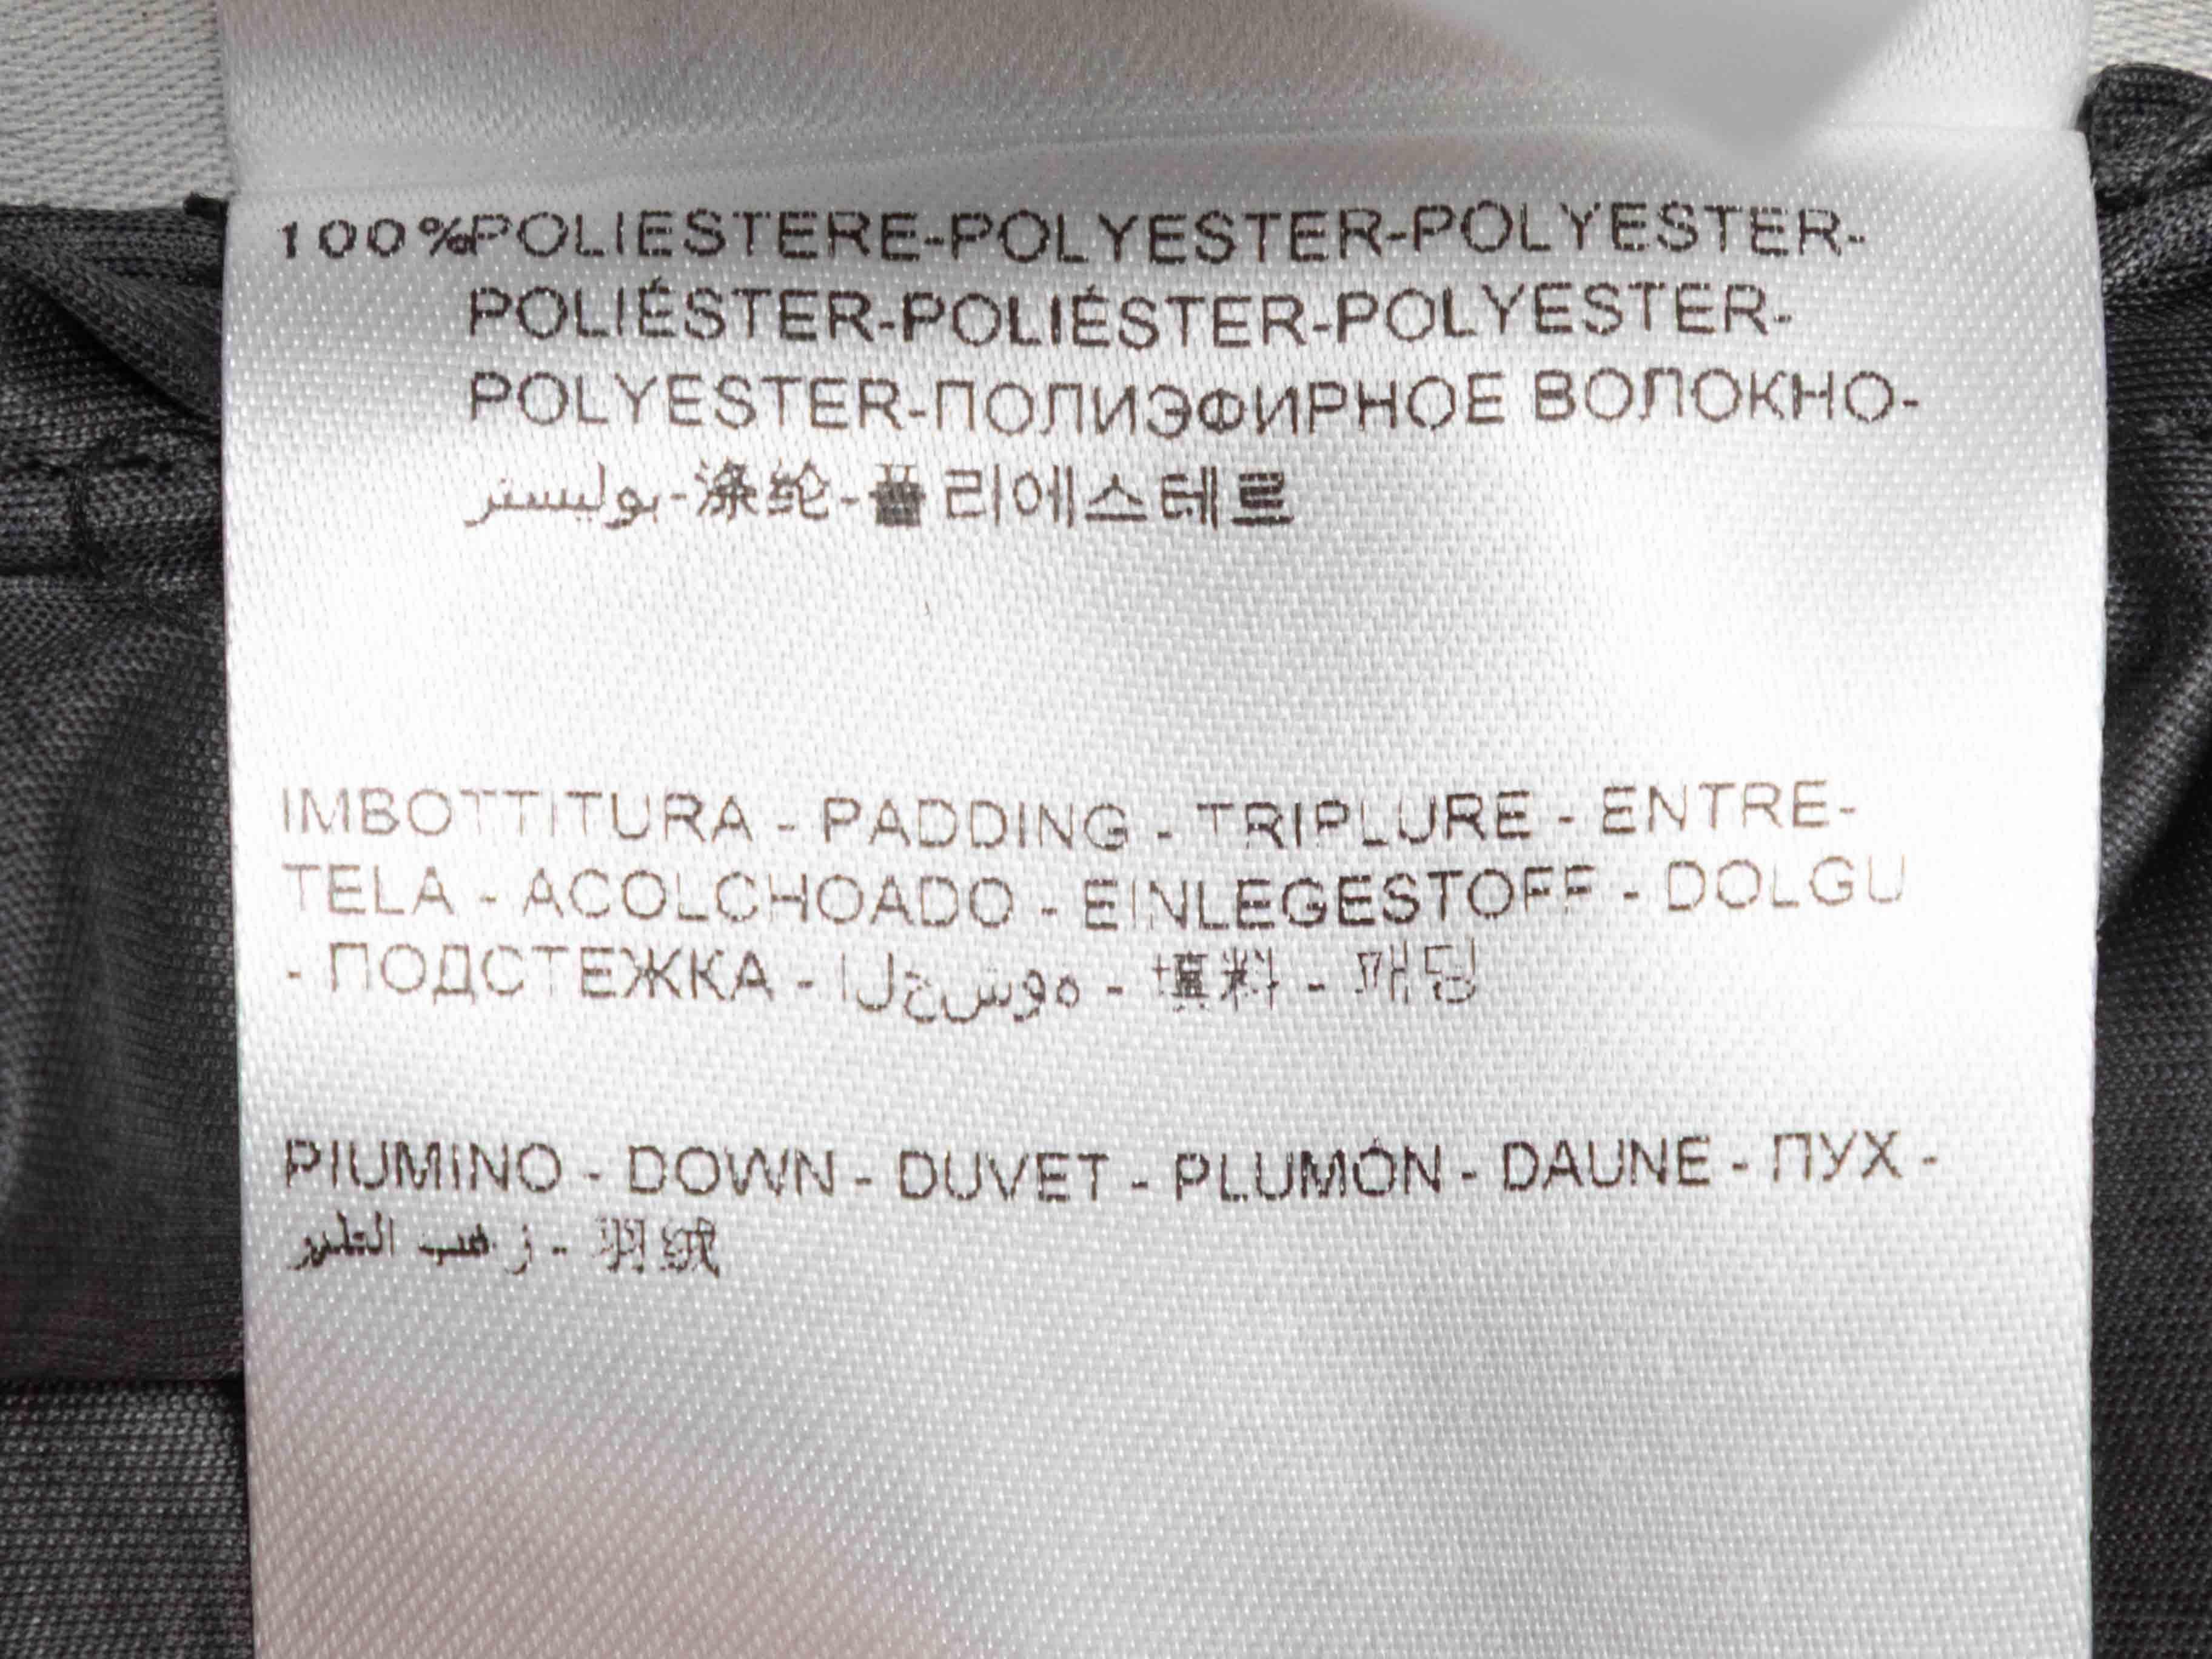 100%POLIESTERE-POLYESTER-POLYESTER-
POLIÉSTER-POLIÉSTER-POLYESTER-
POLYESTER-ПОЛИЭФИРНОЕ ВОЛОКНО-
بوليستر-涤纶-폴리에스테르
IMBOTTITURA - PADDING - TRIPLURE - ENTRE-
TELA - ACOLCHOADO - EINLEGESTOFF - DOLGU
- ПОДСТЕЖКА - الحشوه - 填料 - 패딩
PIUMINO - DOWN - DUVET - PLUMÓN - DAUNE - ПУХ -
- 羽绒